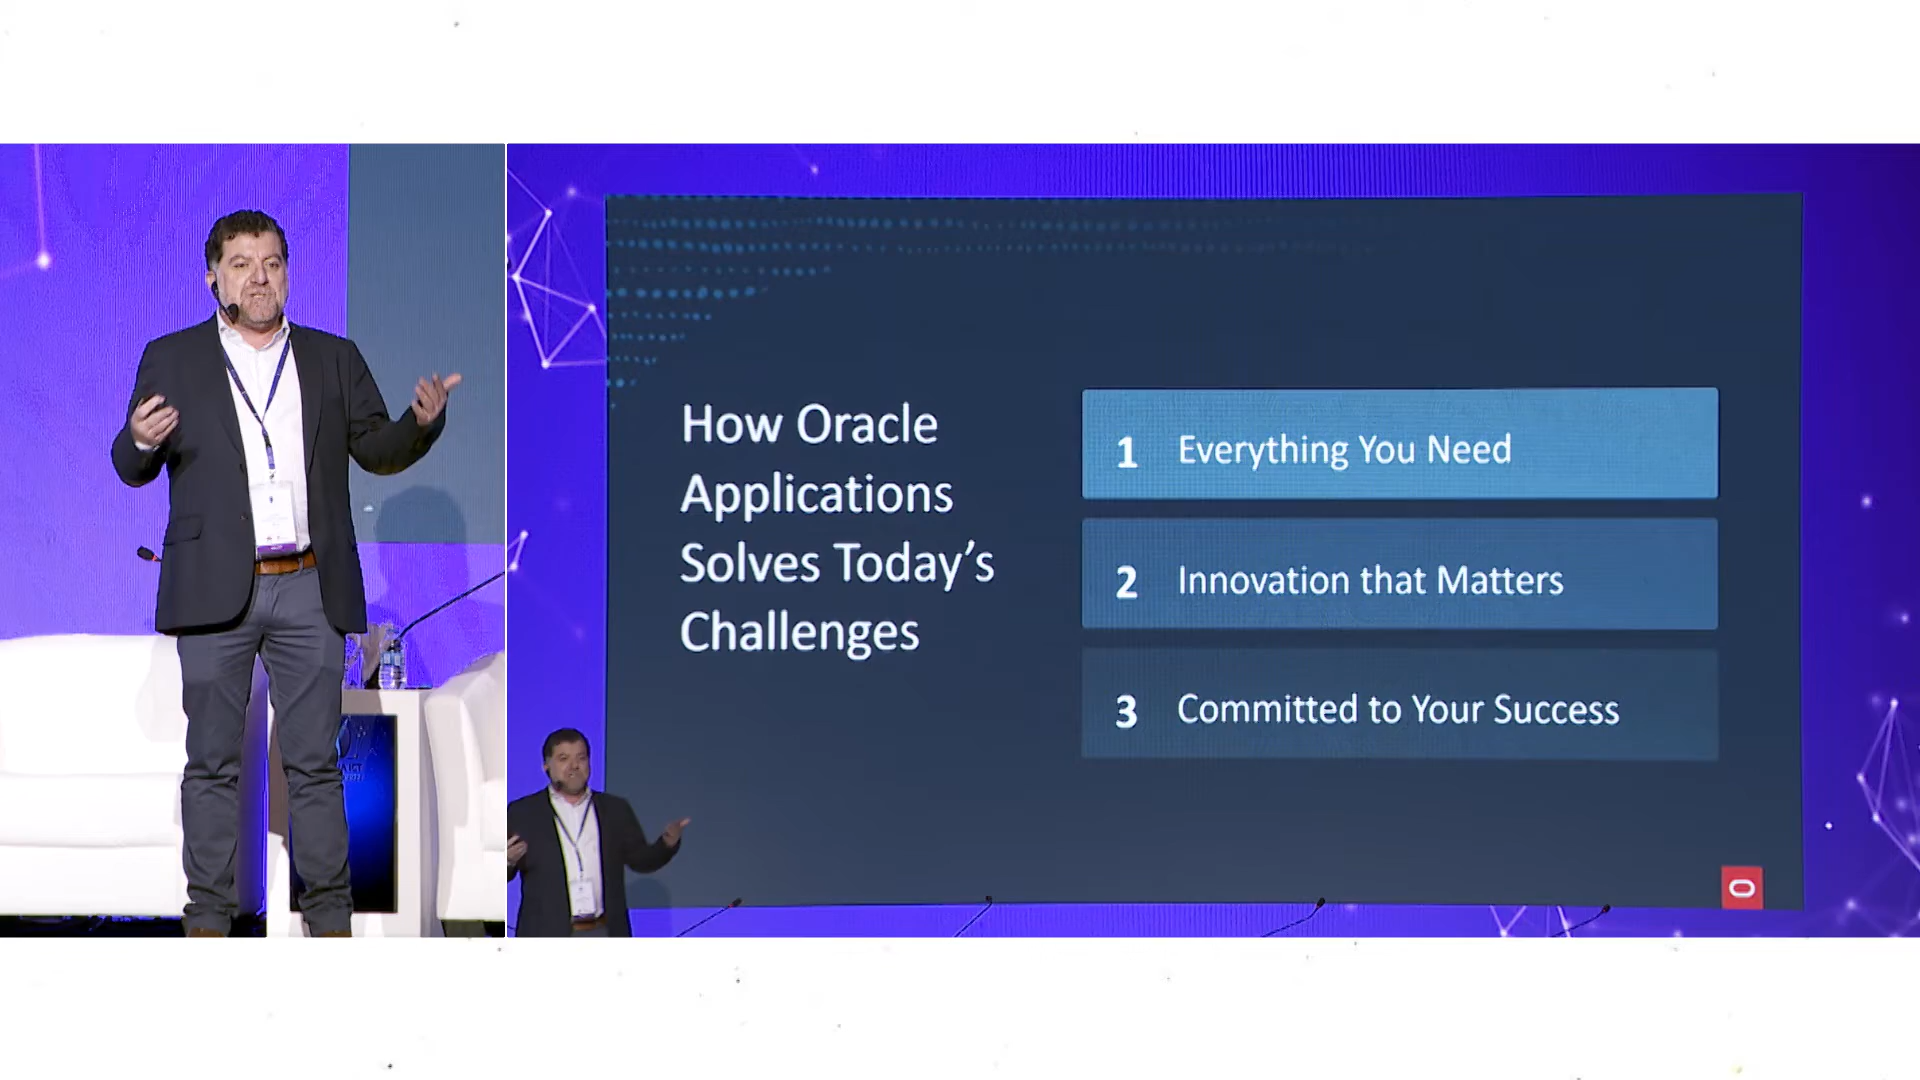 How Oracle
Applications
Solves Today’s
Challenges
1 Everything You Need
2 Innovation that Matters
3 Committed to Your Success